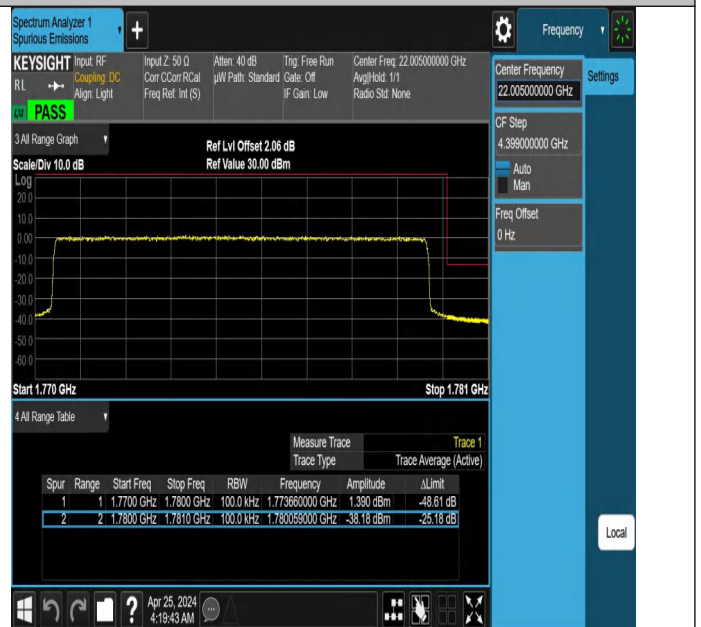 Spectrum Analyzer 1
Spurious Emissions
+
Frequency
KEYSIGHT Input: RF Input Z: 50 Ω Atten: 40 dB Trig: Free Run Center Freq: 22.005000000 GHz
RL Coupling: DC Corr CCorr RCal µW Path: Standard Gate: Off Avg|Hold: 1/1
Align: Light Freq Ref: Int (S) IF Gain: Low Radio Std: None
PASS
Center Frequency
22.005000000 GHz
Settings
CF Step
4.399000000 GHz
Auto
Man
Freq Offset
0 Hz
3 All Range Graph
Ref Lvl Offset 2.06 dB
Scale/Div 10.0 dB Ref Value 30.00 dBm
Log
20.0
10.0
0.00
-10.0
-20.0
-30.0
-40.0
-50.0
-60.0
Start 1.770 GHz Stop 1.781 GHz
4 All Range Table
Measure Trace Trace 1
Trace Type Trace Average (Active)
Spur Range Start Freq Stop Freq RBW Frequency Amplitude ΔLimit
1 1 1.7700 GHz 1.7800 GHz 100.0 kHz 1.773660000 GHz 1.390 dBm -48.61 dB
2 2 1.7800 GHz 1.7810 GHz 100.0 kHz 1.780059000 GHz -38.18 dBm -25.18 dB
Local
? Apr 25, 2024
4:19:43 AM